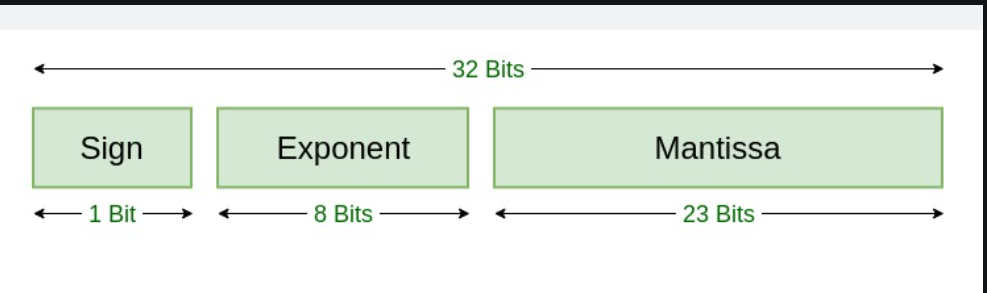 32 Bits
Sign Exponent Mantissa
1 Bit 8 Bits 23 Bits